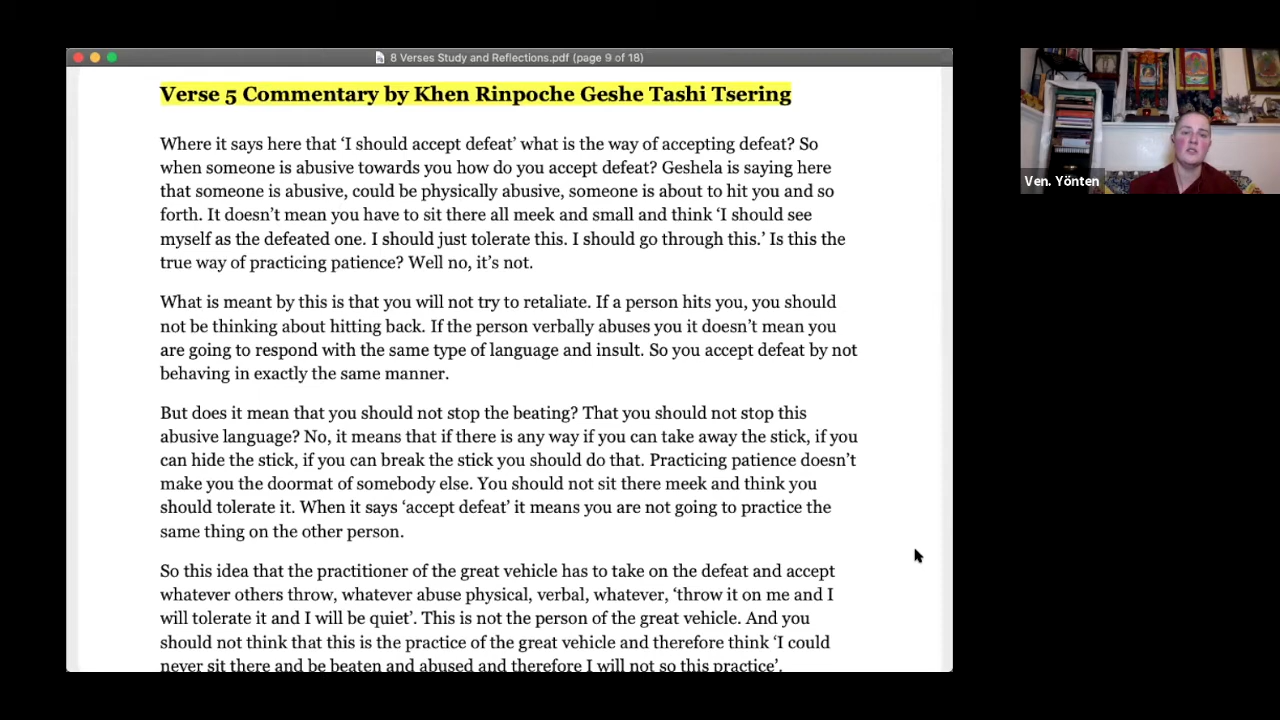 8 Verses Study and Reflections.pdf (page 9 of 18)
Verse 5 Commentary by Khen Rinpoche Geshe Tashi Tsering
Where it says here that ‘I should accept defeat’ what is the way of accepting defeat? So
when someone is abusive towards you how do you accept defeat? Geshela is saying here
that someone is abusive, could be physically abusive, someone is about to hit you and so
forth. It doesn’t mean you have to sit there all meek and small and think ‘I should see
myself as the defeated one. I should just tolerate this. I should go through this.’ Is this the
true way of practicing patience? Well no, it’s not.
What is meant by this is that you will not try to retaliate. If a person hits you, you should
not be thinking about hitting back. If the person verbally abuses you it doesn’t mean you
are going to respond with the same type of language and insult. So you accept defeat by not
behaving in exactly the same manner.
But does it mean that you should not stop the beating? That you should not stop this
abusive language? No, it means that if there is any way if you can take away the stick, if you
can hide the stick, if you can break the stick you should do that. Practicing patience doesn’t
make you the doormat of somebody else. You should not sit there meek and think you
should tolerate it. When it says ‘accept defeat’ it means you are not going to practice the
same thing on the other person.
So this idea that the practitioner of the great vehicle has to take on the defeat and accept
whatever others throw, whatever abuse physical, verbal, whatever, ‘throw it on me and I
will tolerate it and I will be quiet’. This is not the person of the great vehicle. And you
should not think that this is the practice of the great vehicle and therefore think ‘I could
never sit there and be beaten and abused and therefore I will not so this practice’.
Ven. Yönten